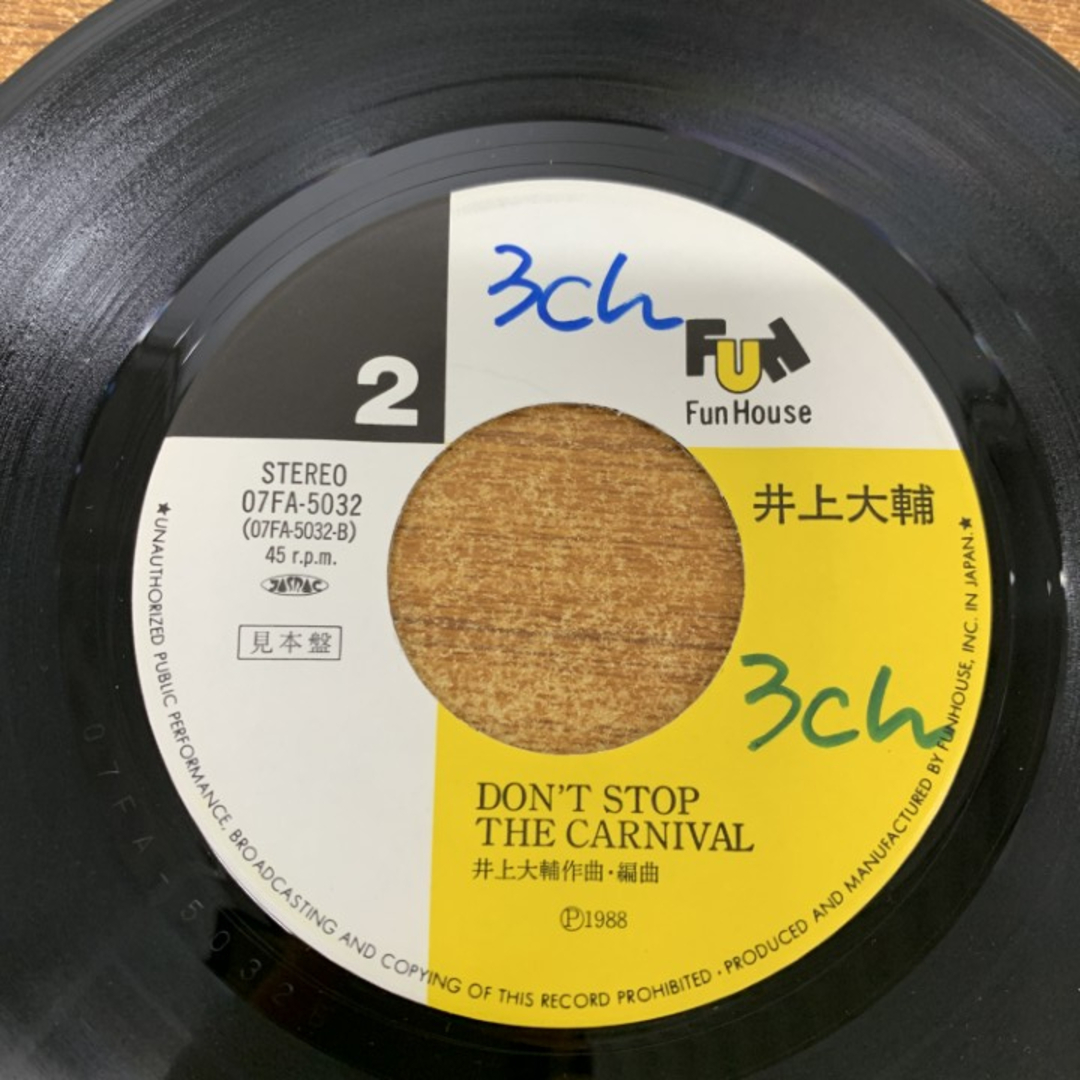 3ch
FUN
Fun House
2
STEREO
07FA-5032
(07FA-5032-B)
45 r.p.m.
JASRAC
見本盤
井上大輔
3ch
DON'T STOP
THE CARNIVAL
井上大輔作曲・編曲
Ⓟ1988
★UNAUTHORIZED PUBLIC PERFORMANCE, BROADCASTING AND COPYING OF THIS RECORD PROHIBITED・PRODUCED AND MANUFACTURED BY FUNHOUSE, INC. IN JAPAN.★